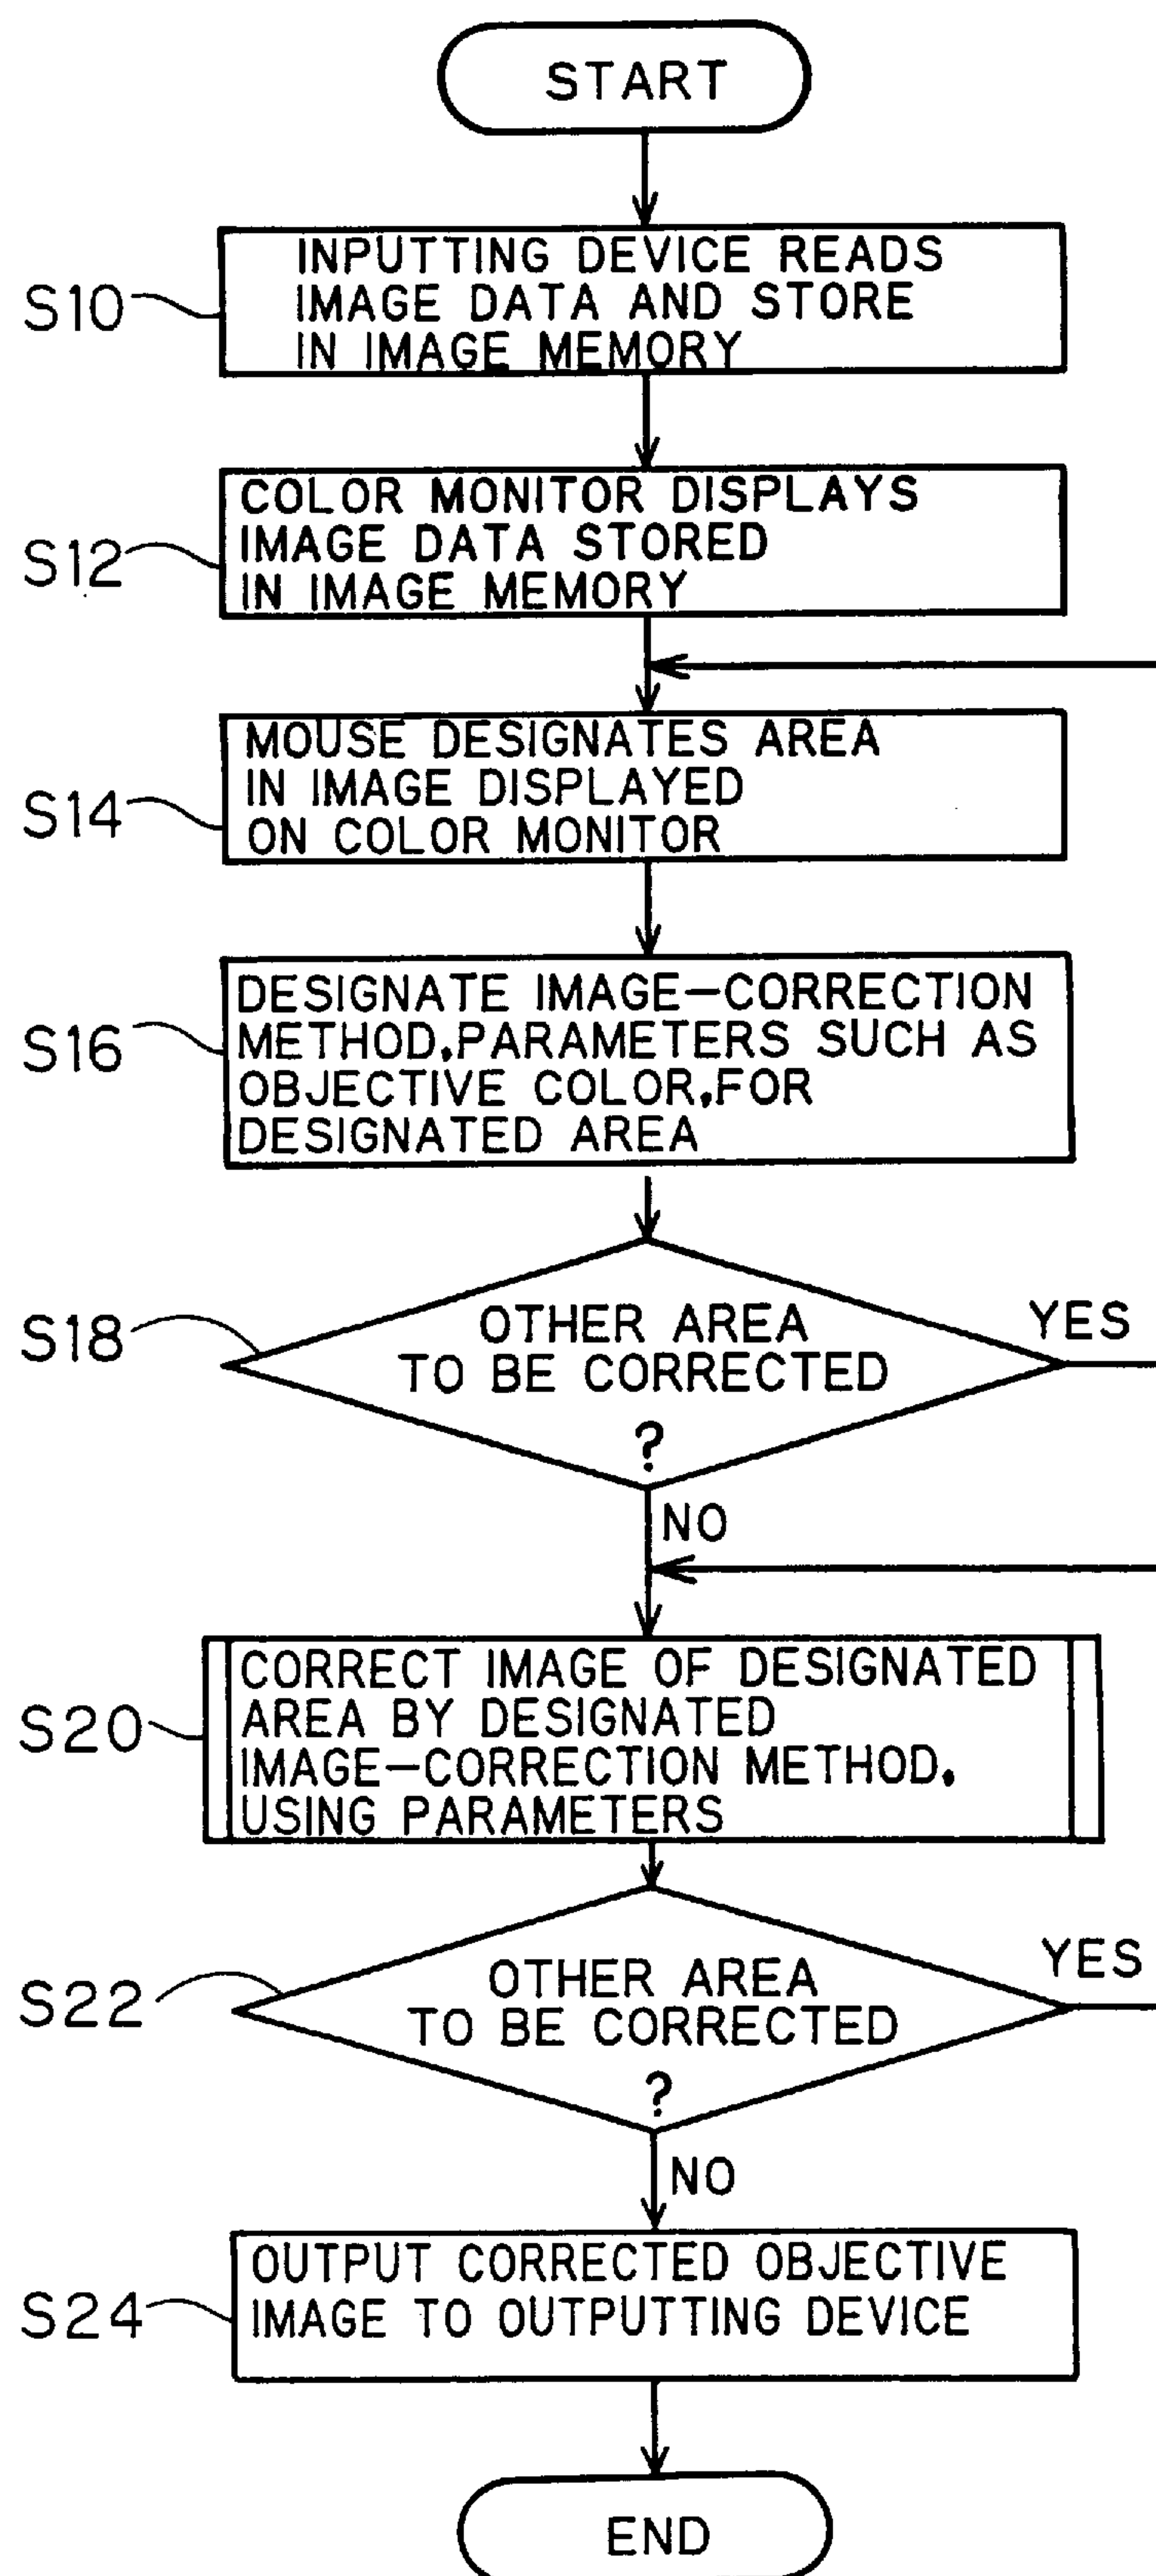 START
S10
INPUTTING DEVICE READS
IMAGE DATA AND STORE
IN IMAGE MEMORY
S12
COLOR MONITOR DISPLAYS
IMAGE DATA STORED
IN IMAGE MEMORY
S14
MOUSE DESIGNATES AREA
IN IMAGE DISPLAYED
ON COLOR MONITOR
S16
DESIGNATE IMAGE-CORRECTION
METHOD,PARAMETERS SUCH AS
OBJECTIVE COLOR,FOR
DESIGNATED AREA
S18
OTHER AREA
TO BE CORRECTED
?
YES
NO
S20
CORRECT IMAGE OF DESIGNATED
AREA BY DESIGNATED
IMAGE-CORRECTION METHOD,
USING PARAMETERS
S22
OTHER AREA
TO BE CORRECTED
?
YES
NO
S24
OUTPUT CORRECTED OBJECTIVE
IMAGE TO OUTPUTTING DEVICE
END